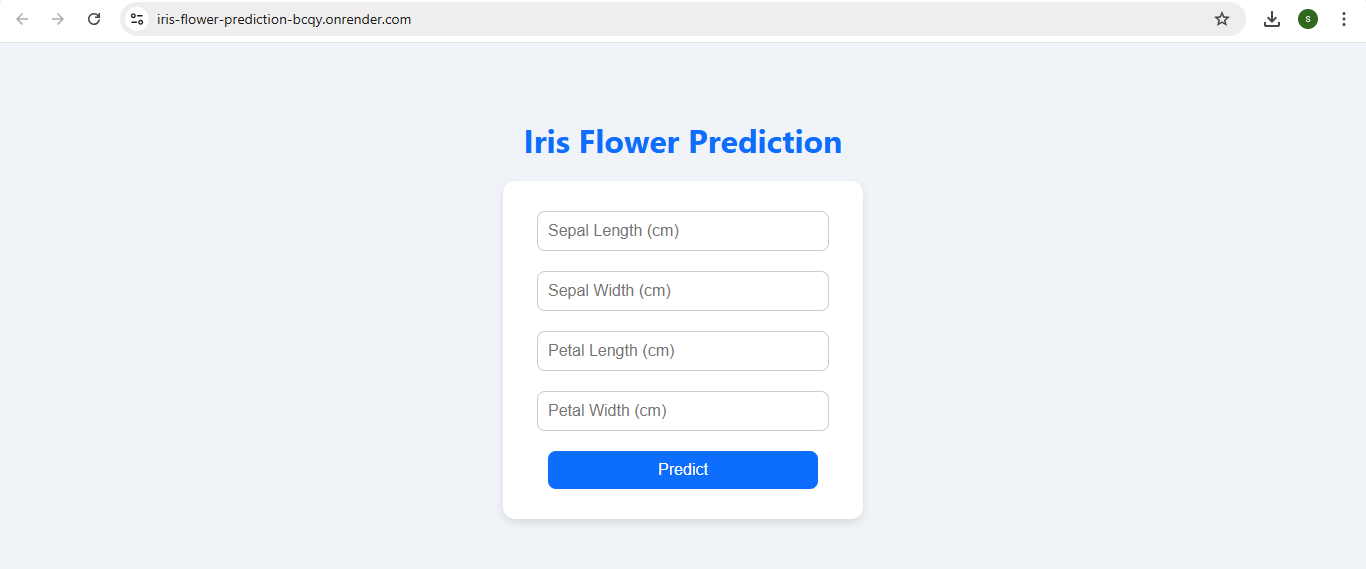 iris-flower-prediction-bcqy.onrender.com
s
Iris Flower Prediction
Sepal Length (cm)
Sepal Width (cm)
Petal Length (cm)
Petal Width (cm)
Predict